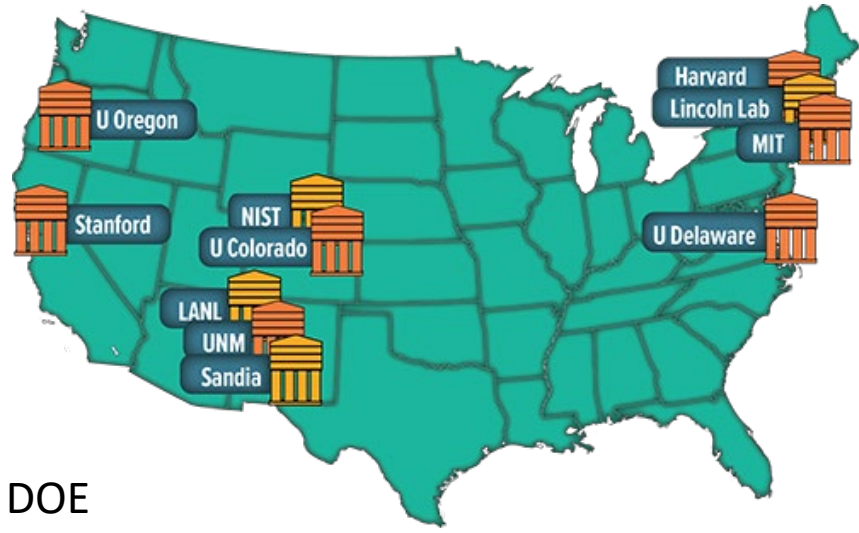 Harvard
Lincoln Lab
U Oregon
MIT
NIST
Stanford
U Delaware
U Colorado
LANL
UNM
Sandia
DOE